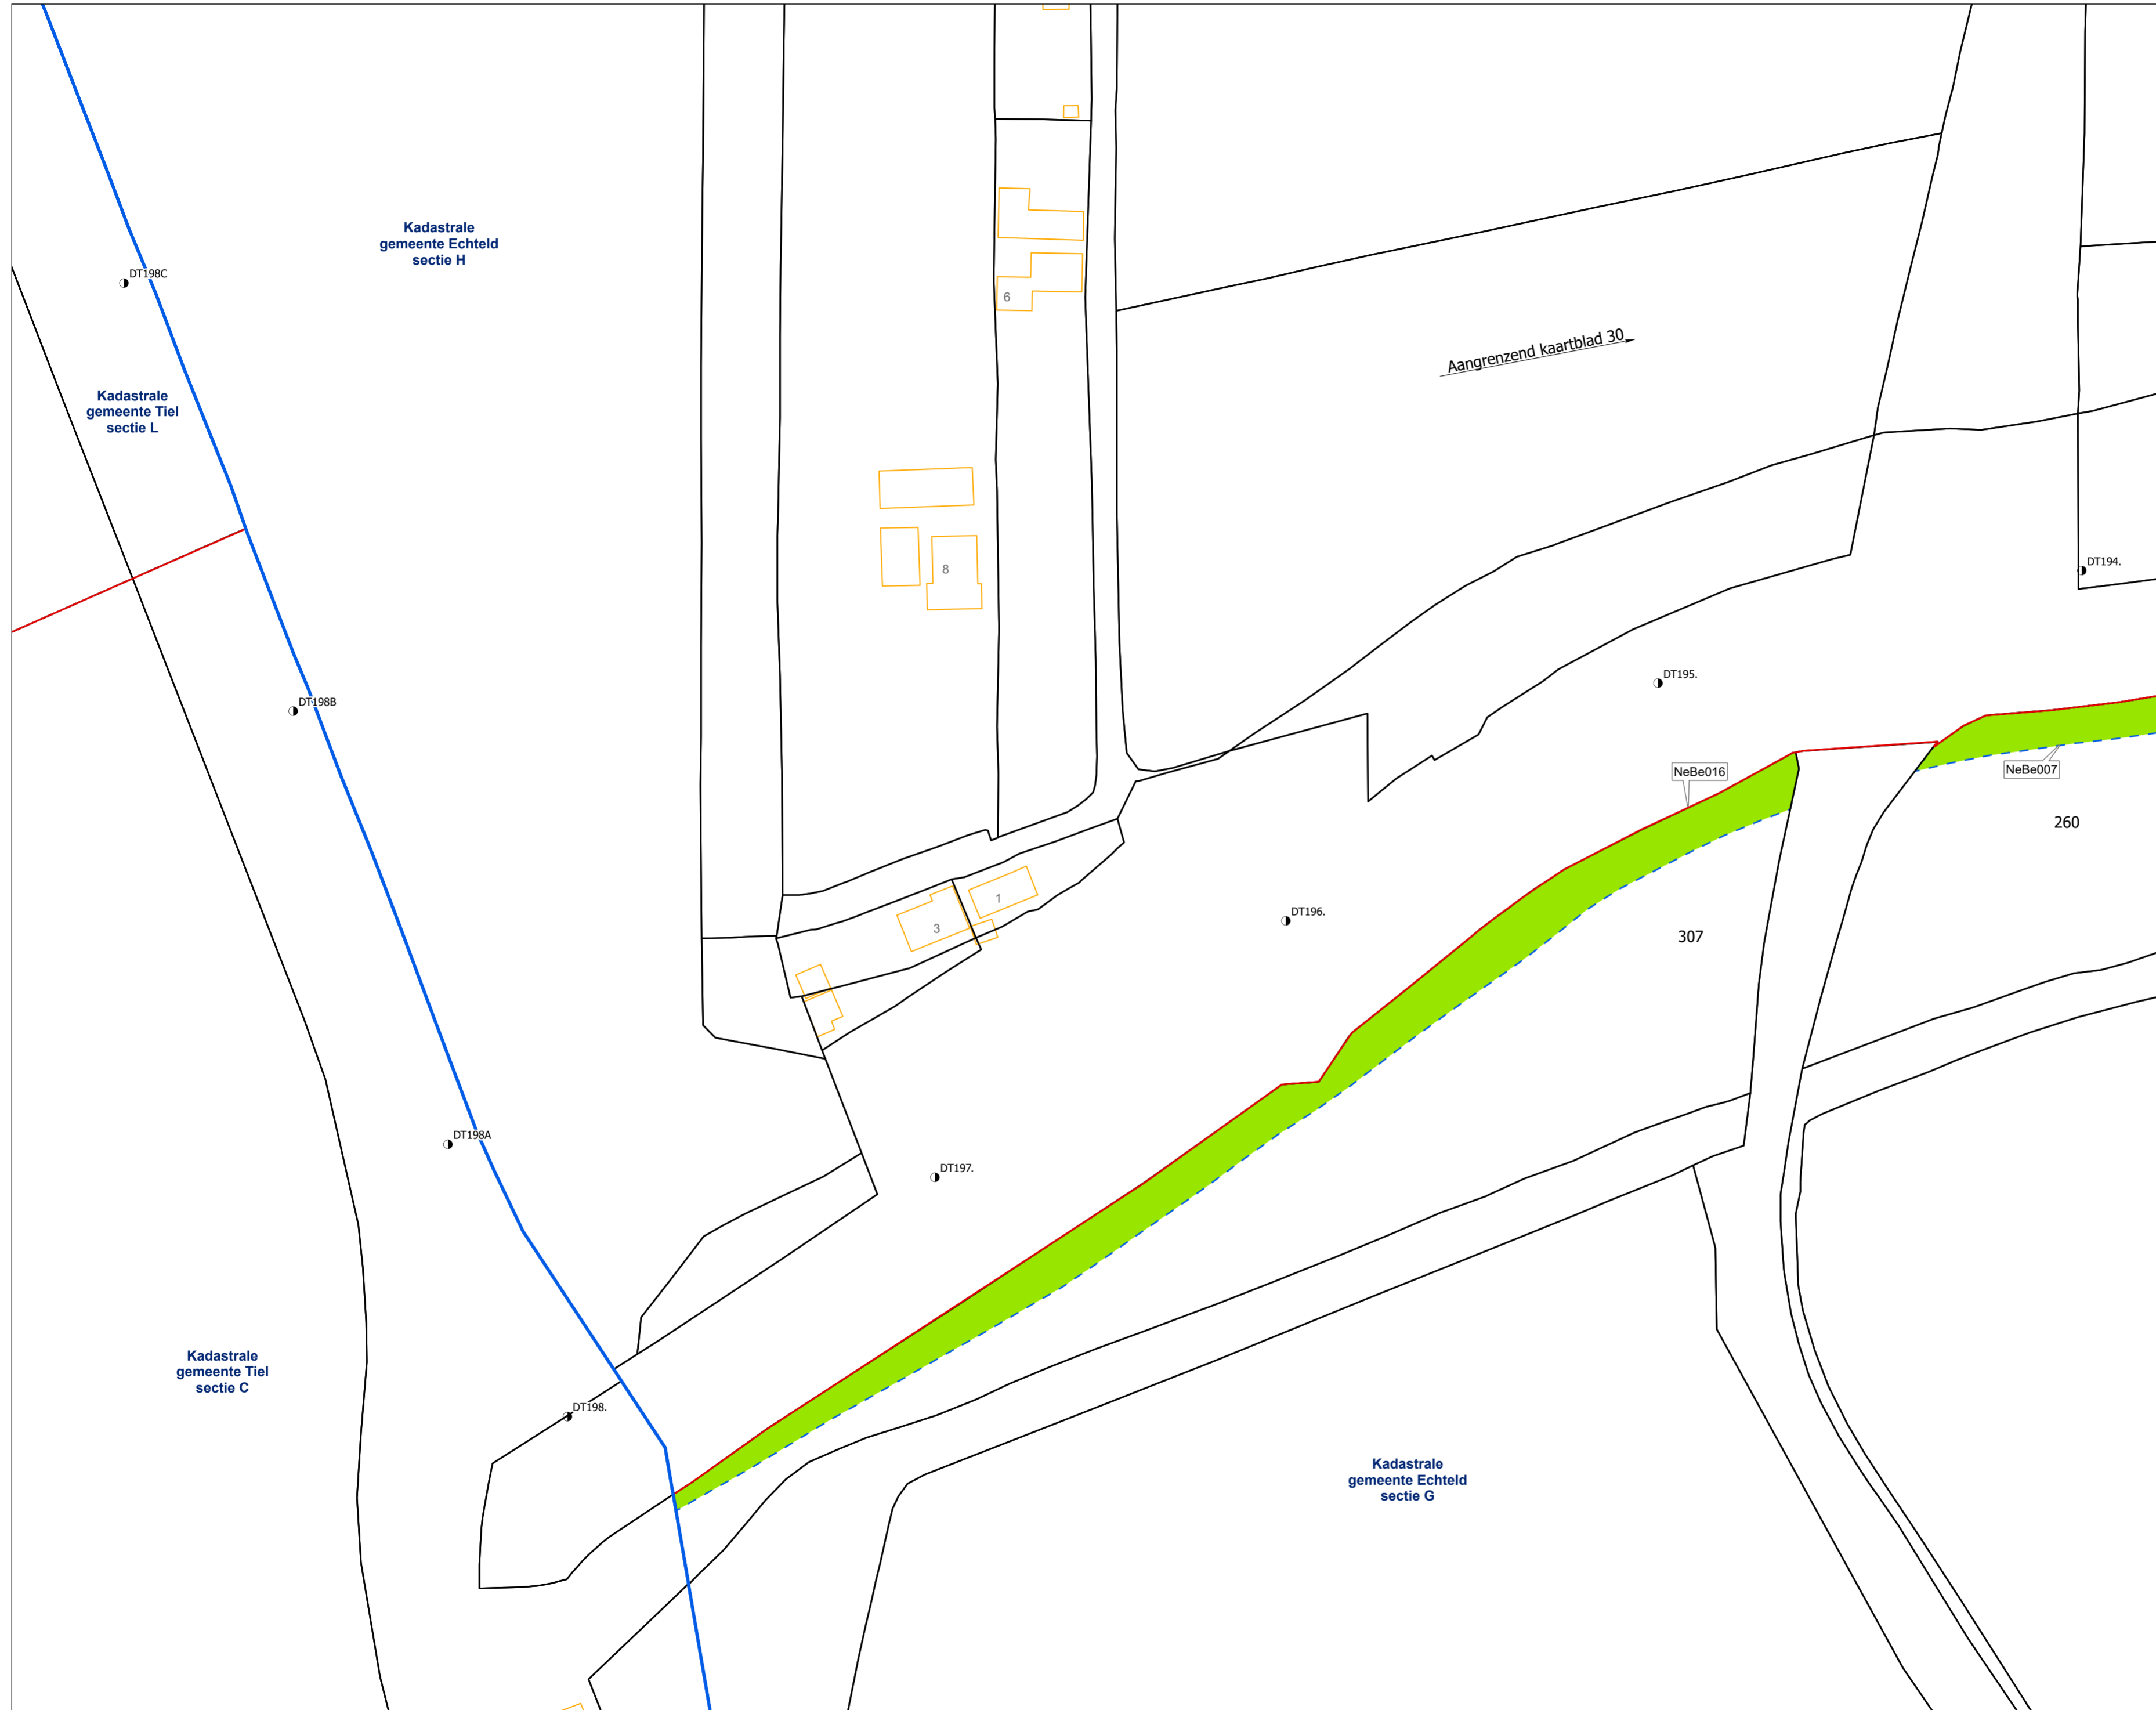 Kadastrale
gemeente Echteld
sectie H
DT198C
6
Aangrenzend kaartblad 30
Kadastrale
gemeente Tiel
sectie L
8
DT194.
DT195.
DT198B
NeBe016
NeBe007
260
1
3
DT196.
307
DT198A
DT197.
Kadastrale
gemeente Tiel
sectie C
DT198.
Kadastrale
gemeente Echteld
sectie G